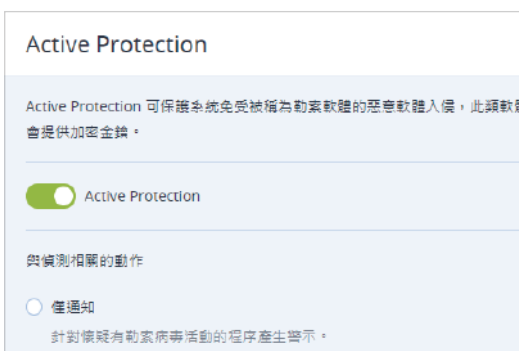 Active Protection
Active Protection 可保護系統免受被稱為勒索軟體的惡意軟體入侵，此類軟
會提供加密金鑰。
Active Protection
與偵測相關的動作
僅通知
針對懷疑有勒索病毒活動的程序產生警示。